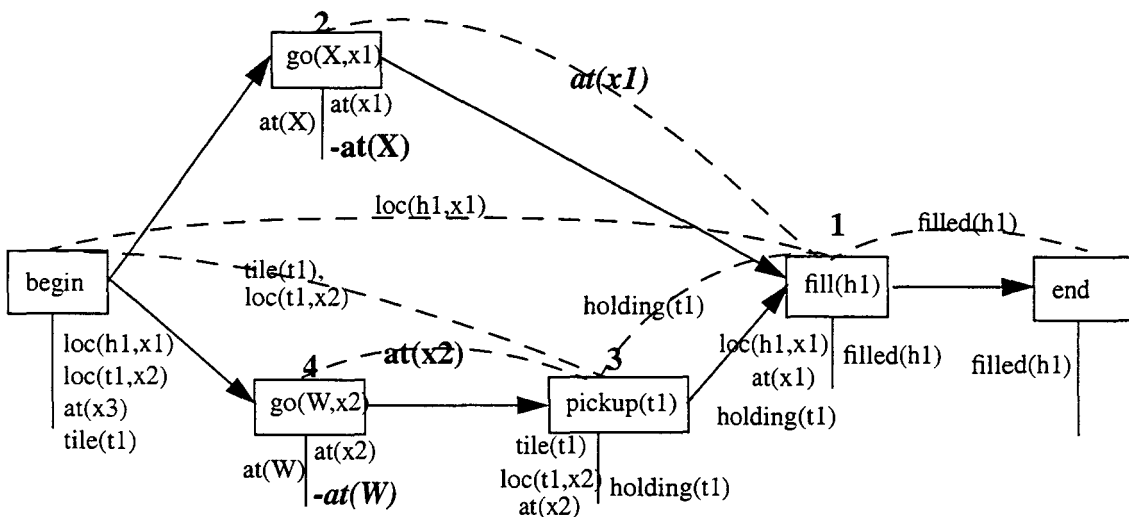 2
go(X,x1)
at(X)
at(x1)
-at(X)
at(x1)
loc(h1,x1)
1
filled(h1)
begin
tile(t1),
loc(t1,x2)
holding(t1)
fill(h1)
end
loc(h1,x1)
loc(t1,x2)
at(x3)
tile(t1)
4
at(x2)
3
go(W,x2)
pickup(t1)
loc(h1,x1)
at(x1)
holding(t1)
filled(h1)
filled(h1)
at(W)
at(x2)
-at(W)
tile(t1)
loc(t1,x2)
at(x2)
holding(t1)